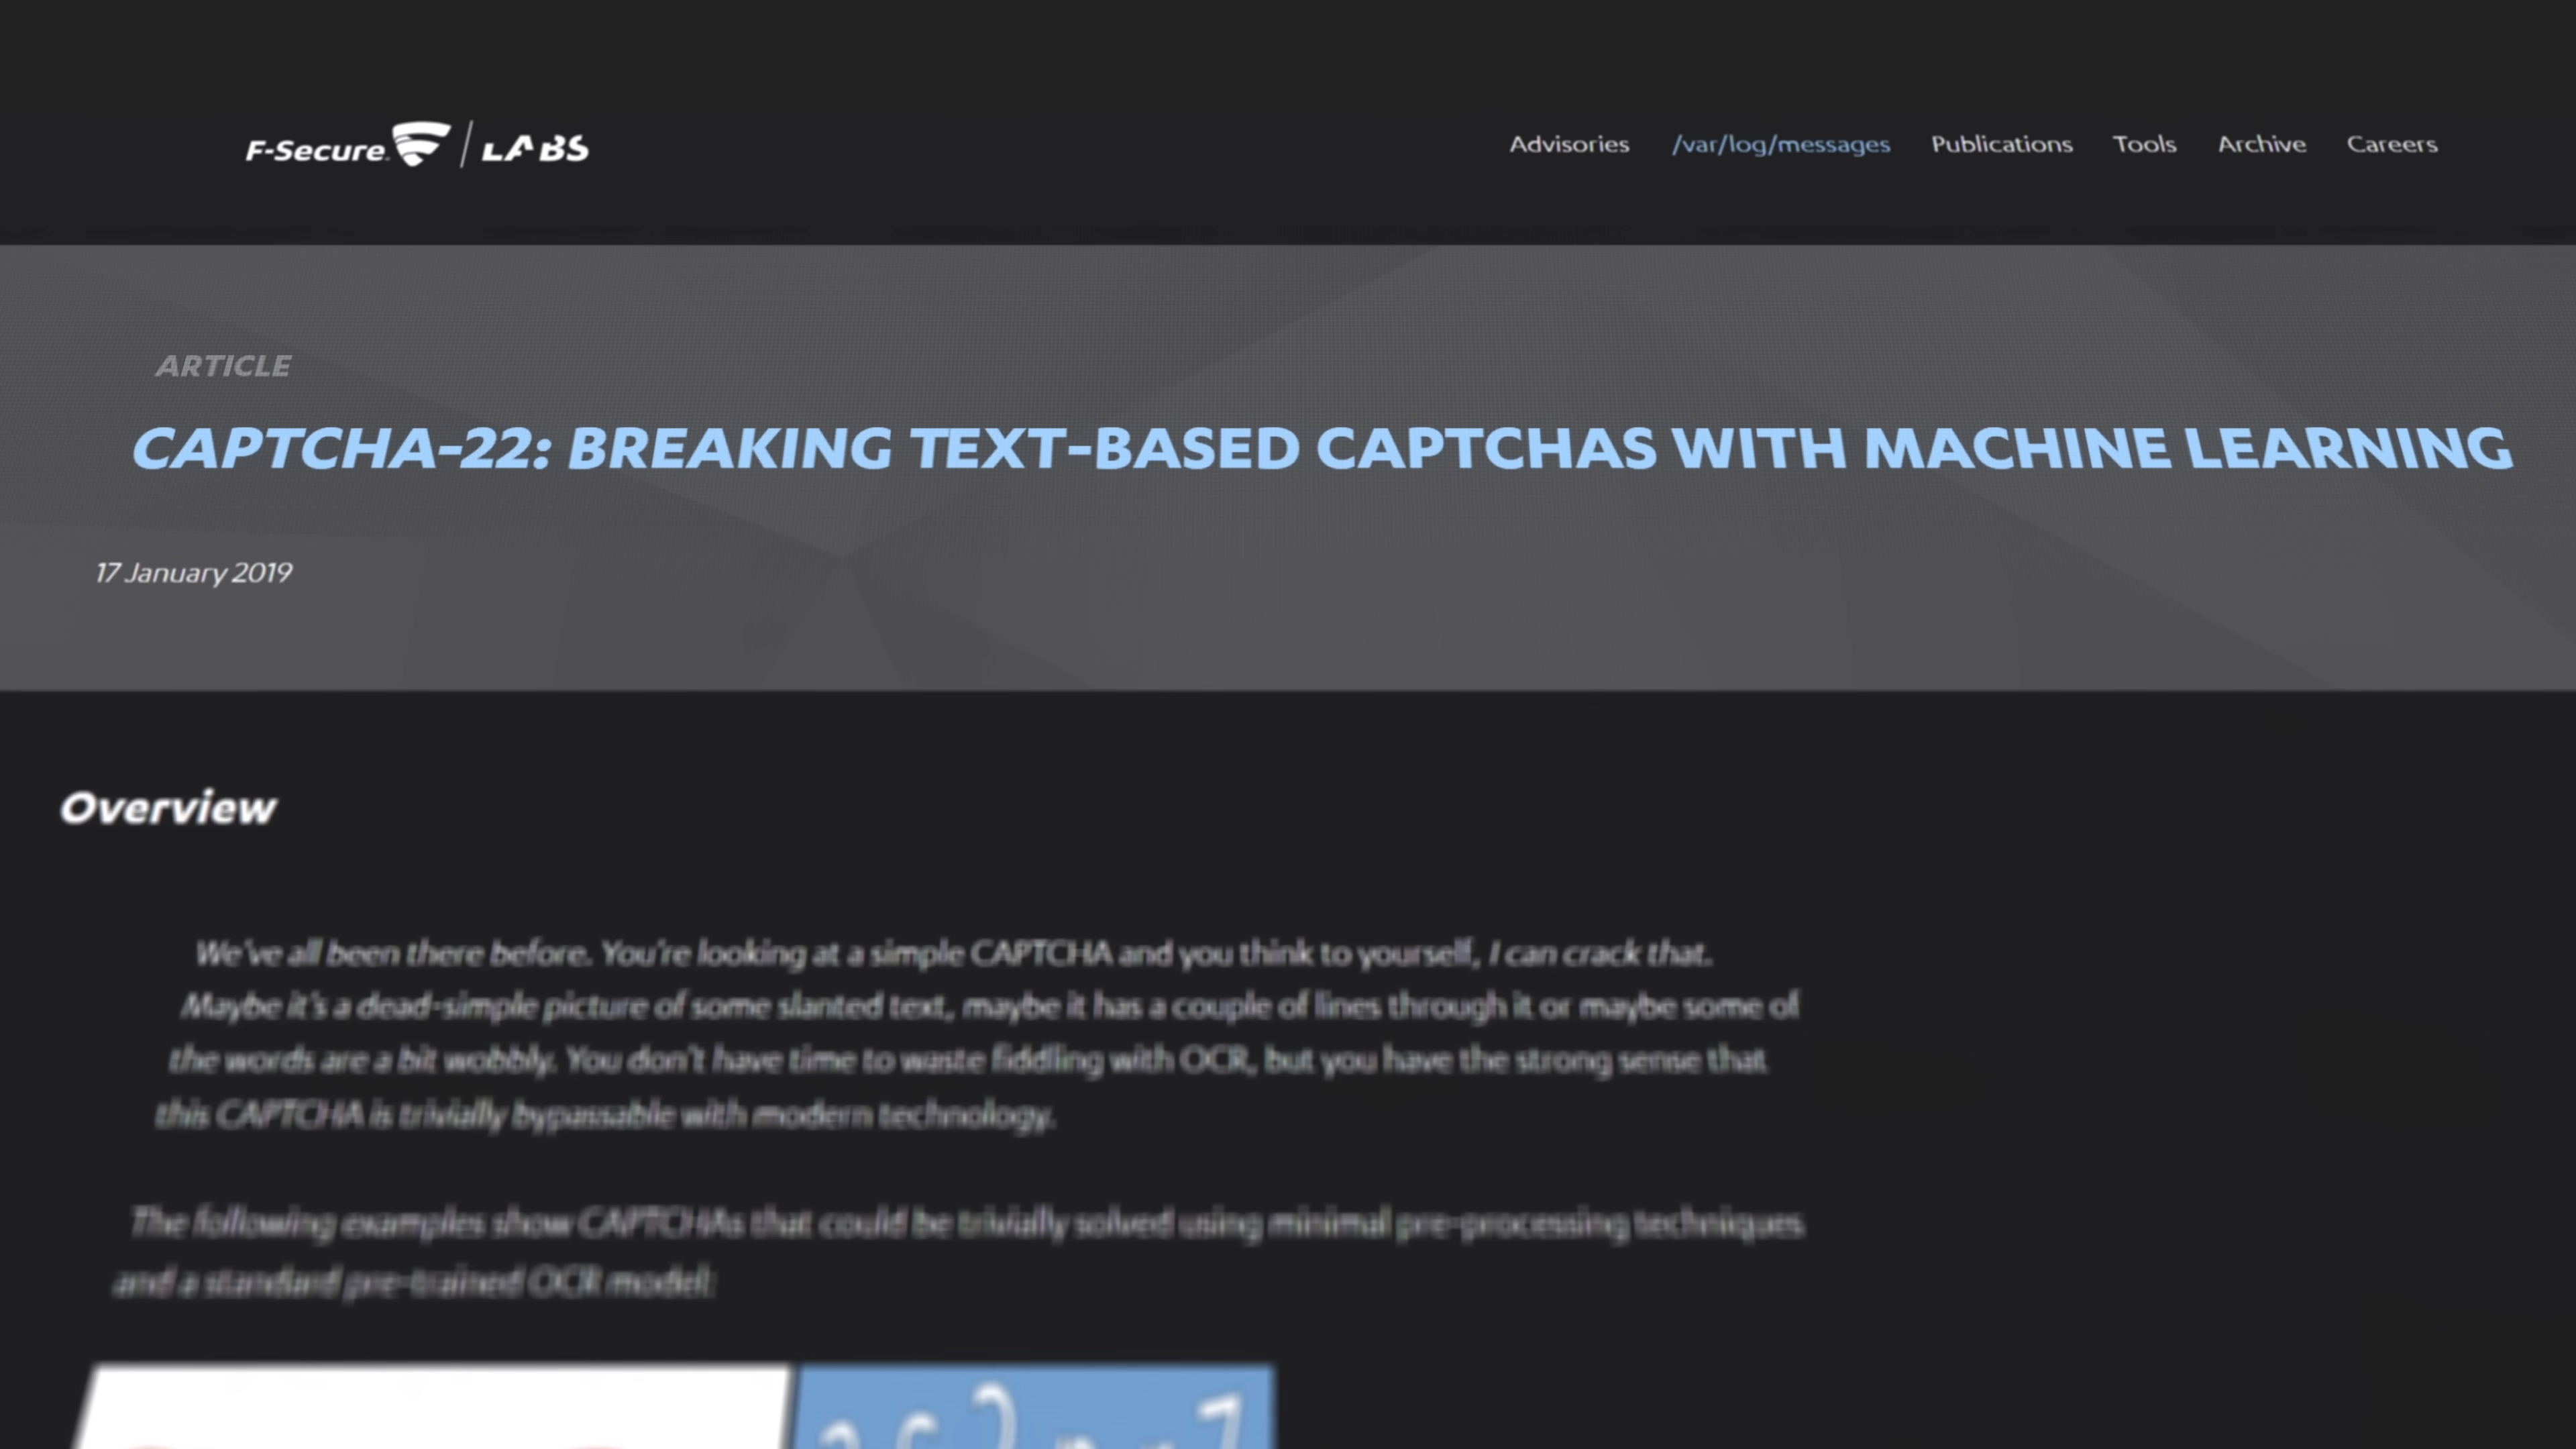 F-Secure LABS
Advisories /var/log/messages Publications Tools Archive Careers
ARTICLE
CAPTCHA-22: BREAKING TEXT-BASED CAPTCHAS WITH MACHINE LEARNING
17 January 2019
Overview
We've all been there before. You're looking at a simple CAPTCHA and you think to yourself, I can crack that.
Maybe it's a dead-simple picture of some slanted text, maybe it has a couple of lines through it or maybe some of
the words are a bit wobbly. You don't have time to waste fiddling with OCR, but you have the strong sense that
this CAPTCHA is trivially bypassable with modern technology.
The following examples show CAPTCHAs that could be trivially solved using minimal pre-processing techniques
and a standard pre-trained OCR model: